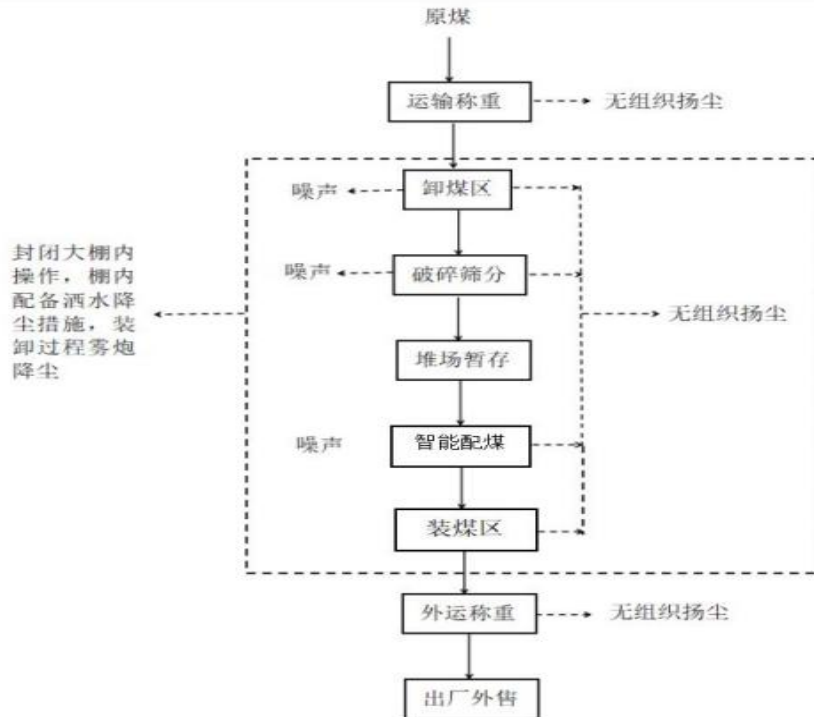 原煤
运输称重
无组织扬尘
噪声
卸煤区
封闭大棚内
操作，棚内
配备洒水降
尘措施，装
卸过程雾炮
降尘
噪声
破碎筛分
无组织扬尘
堆场暂存
噪声
智能配煤
装煤区
外运称重
无组织扬尘
出厂外售